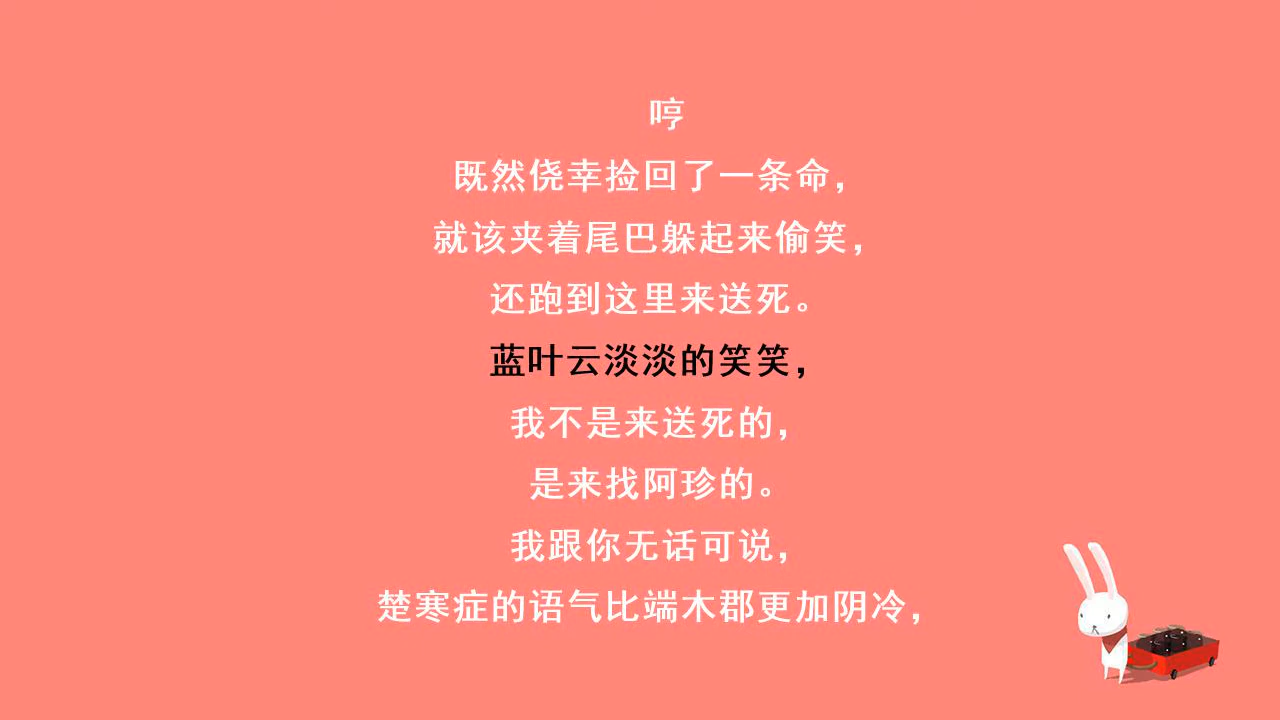 哼
既然侥幸捡回了一条命，
就该夹着尾巴躲起来偷笑，
还跑到这里来送死。
蓝叶云淡淡的笑笑，
我不是来送死的，
是来找阿珍的。
我跟你无话可说，
楚寒症的语气比端木郡更加阴冷，